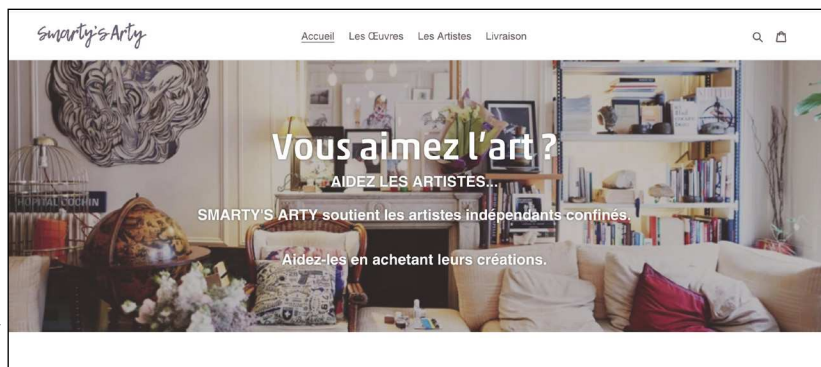 Smarty's Arty
Accueil Les Œuvres Les Artistes Livraison
Vous aimez l'art ?
AIDEZ LES ARTISTES...
SMARTY'S ARTY soutient les artistes indépendants confinés.
HOPITAL COCHIN
Aidez-les en achetant leurs créations.